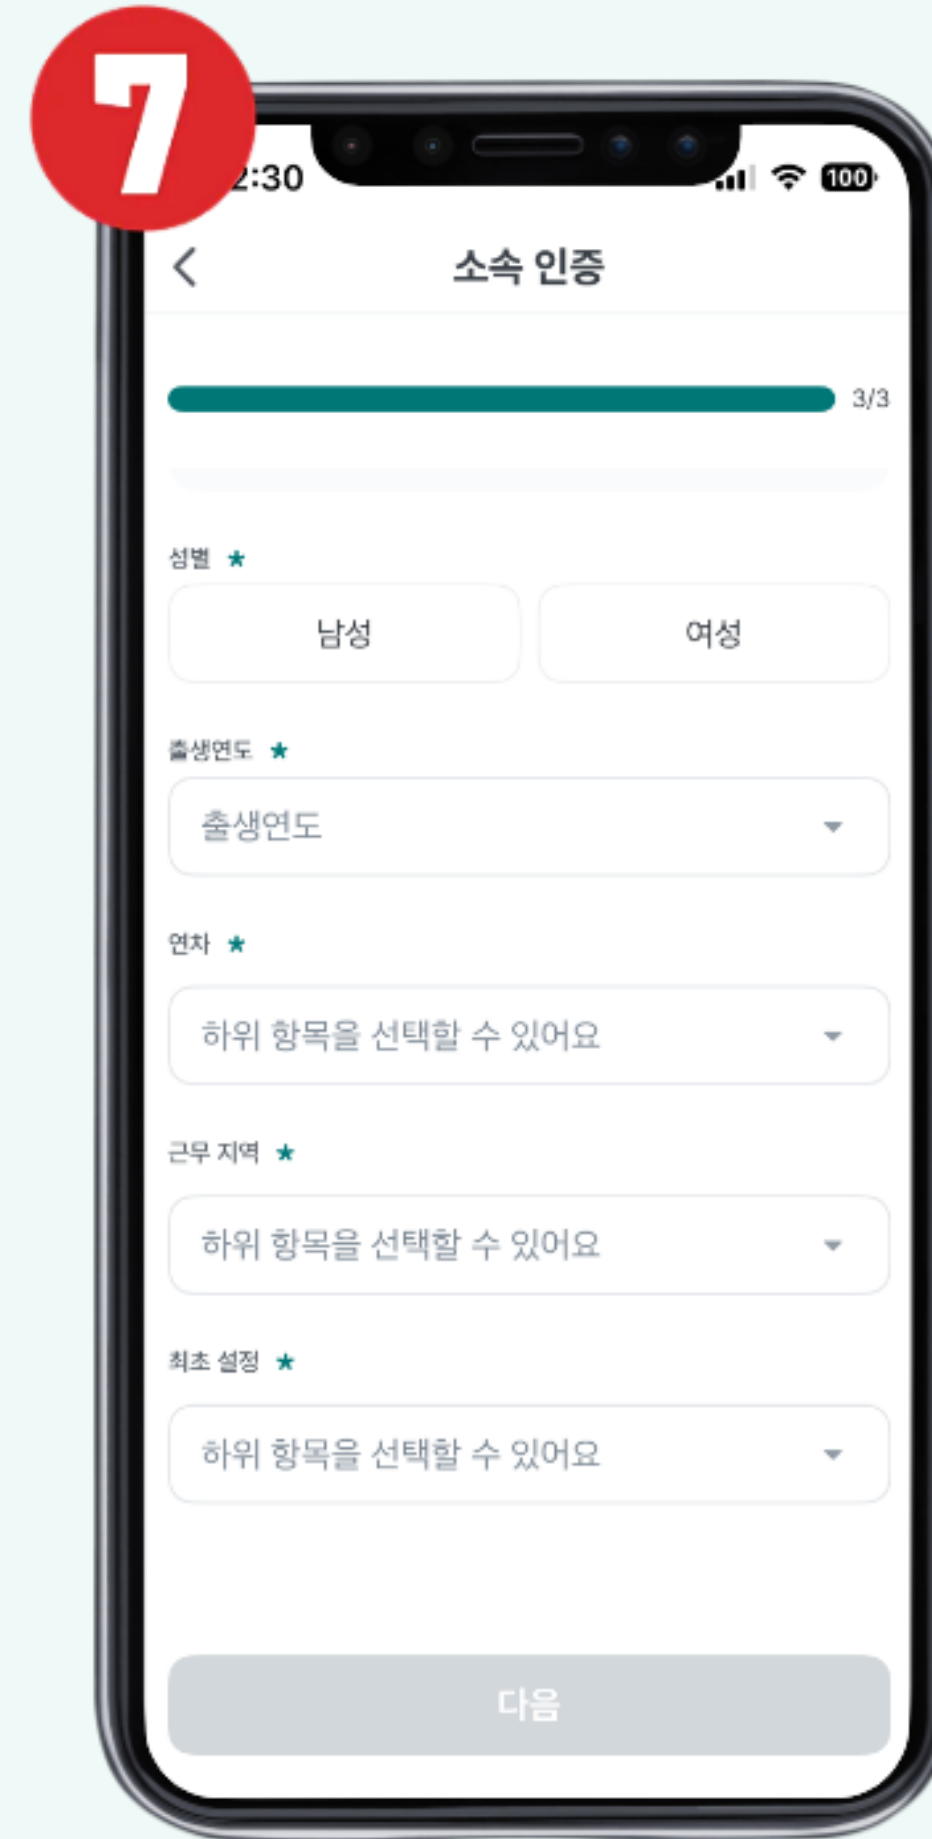 7
2:30
100
소속 인증
3/3
성별 *
남성
여성
출생연도 *
출생연도
연차 *
하위 항목을 선택할 수 있어요
근무 지역 *
하위 항목을 선택할 수 있어요
최초 설정 *
하위 항목을 선택할 수 있어요
다음